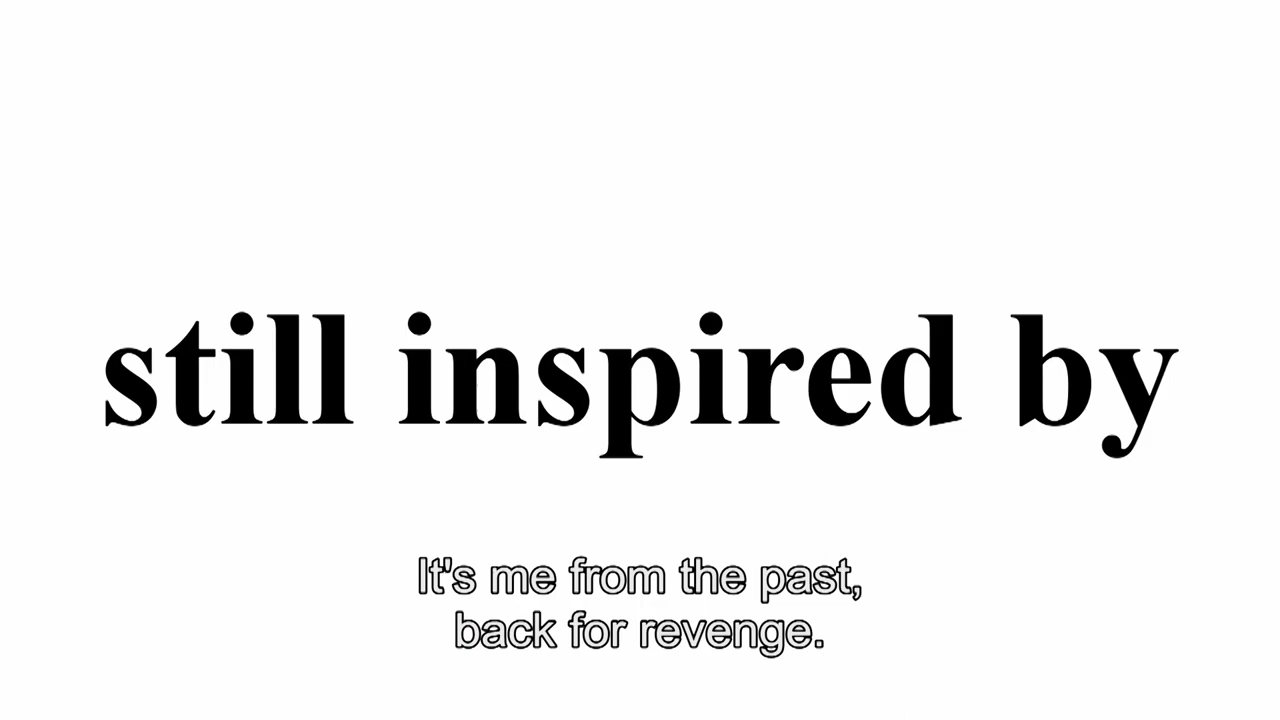 still inspired by
It's me from the past,
back for revenge.